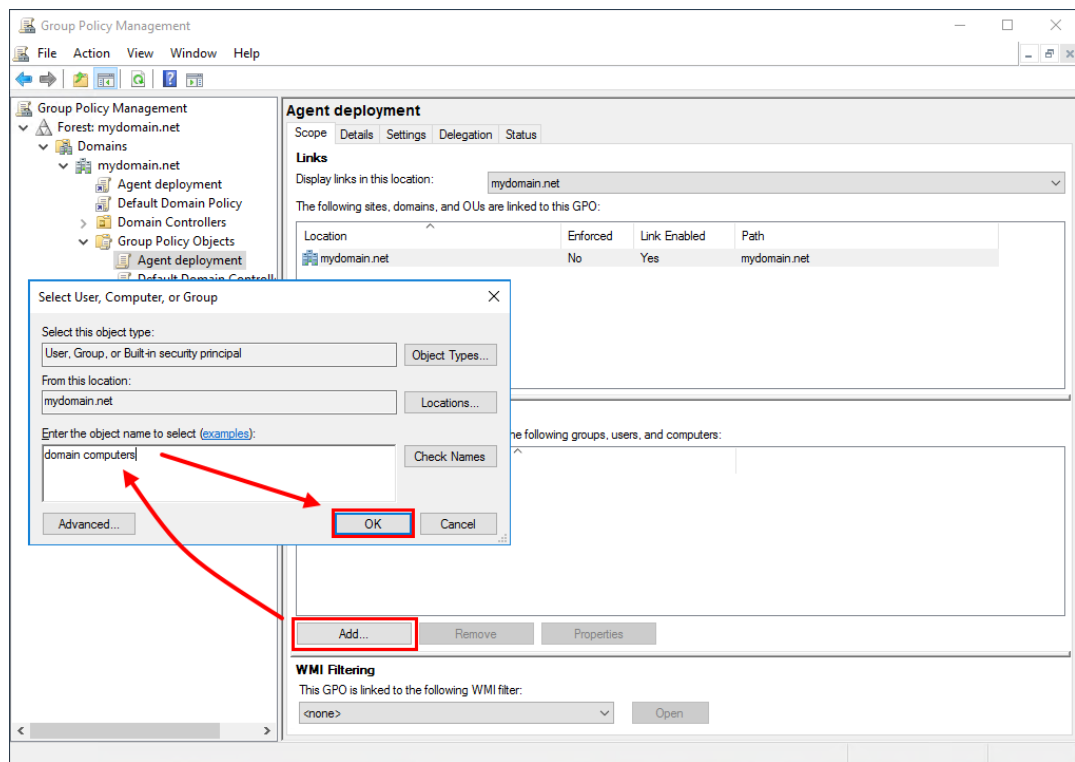 Group Policy Management
File Action View Window Help
Group Policy Management
Forest: mydomain.net
Domains
mydomain.net
Agent deployment
Default Domain Policy
Domain Controllers
Group Policy Objects
Agent deployment
Default Domain Controll
Agent deployment
Scope Details Settings Delegation Status
Links
Display links in this location: mydomain.net
The following sites, domains, and OUs are linked to this GPO:
Location Enforced Link Enabled Path
mydomain.net No Yes mydomain.net
Select User, Computer, or Group
Select this object type:
User, Group, or Built-in security principal Object Types...
From this location:
mydomain.net Locations...
Enter the object name to select (examples):
domain computers Check Names
Advanced... OK Cancel
he following groups, users, and computers:
Add... Remove Properties
WMI Filtering
This GPO is linked to the following WMI filter:
<none> Open